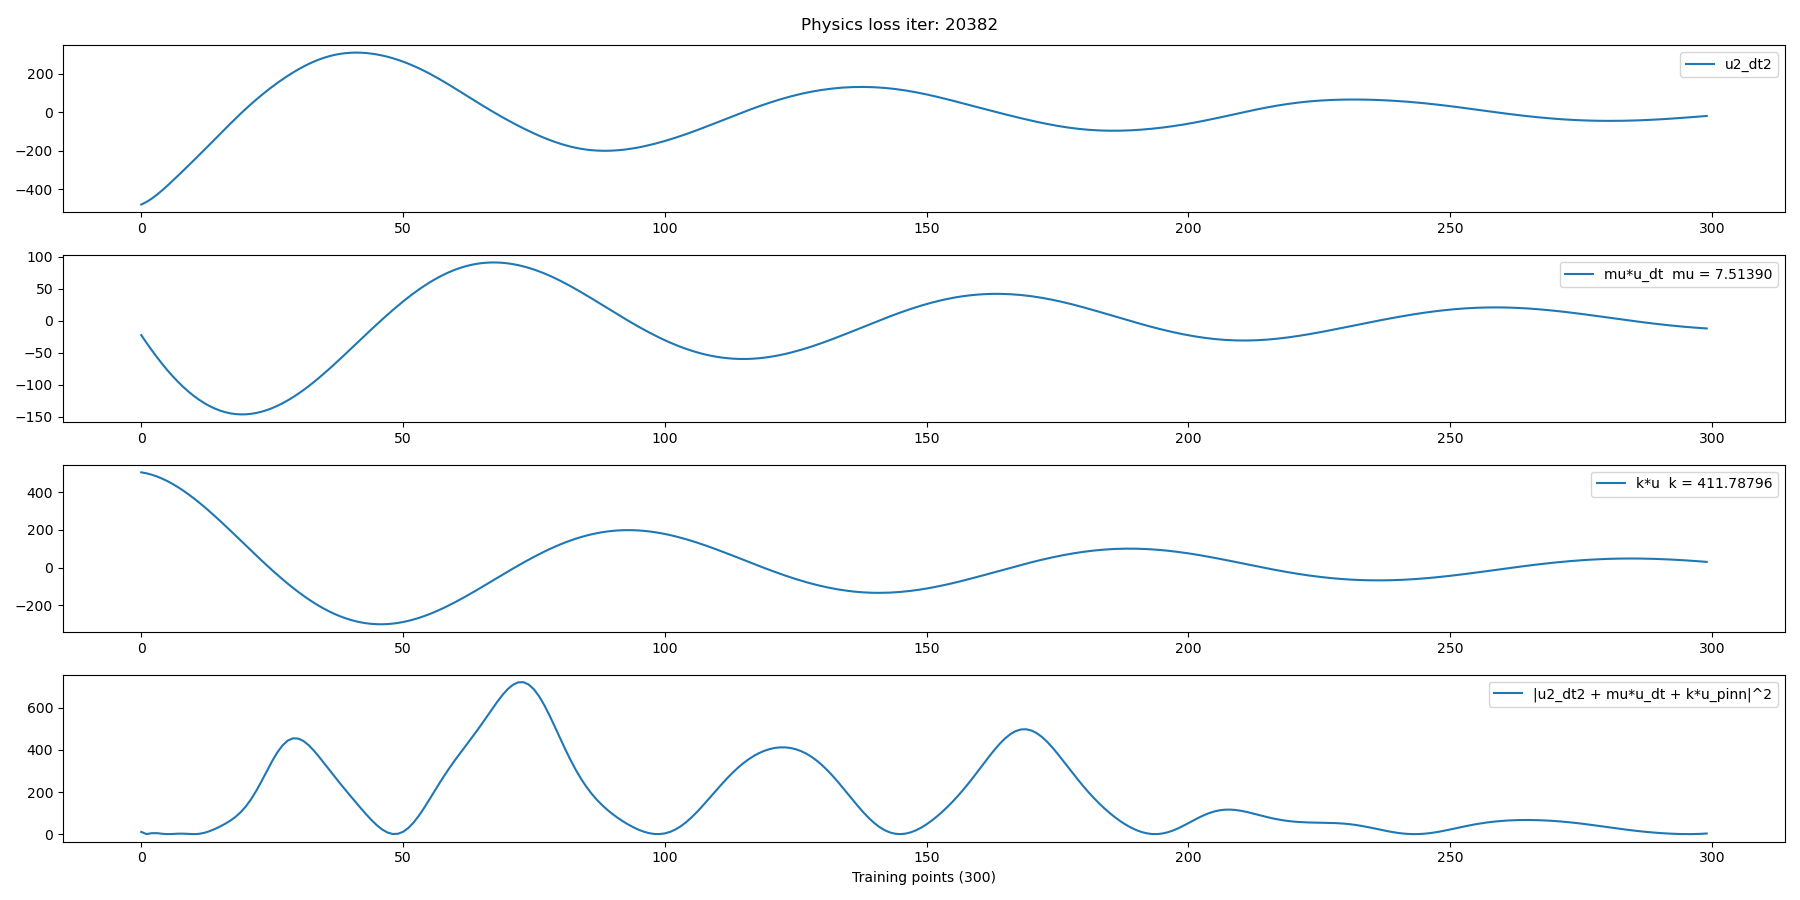 Physics loss iter: 20382
u2_dt2
200
0
−200
−400
0 50 100 150 200 250 300
mu*u_dt  mu = 7.51390
100
50
0
−50
−100
−150
0 50 100 150 200 250 300
k*u  k = 411.78796
400
200
0
−200
0 50 100 150 200 250 300
|u2_dt2 + mu*u_dt + k*u_pinn|^2
600
400
200
0
0 50 100 150 200 250 300
Training points (300)